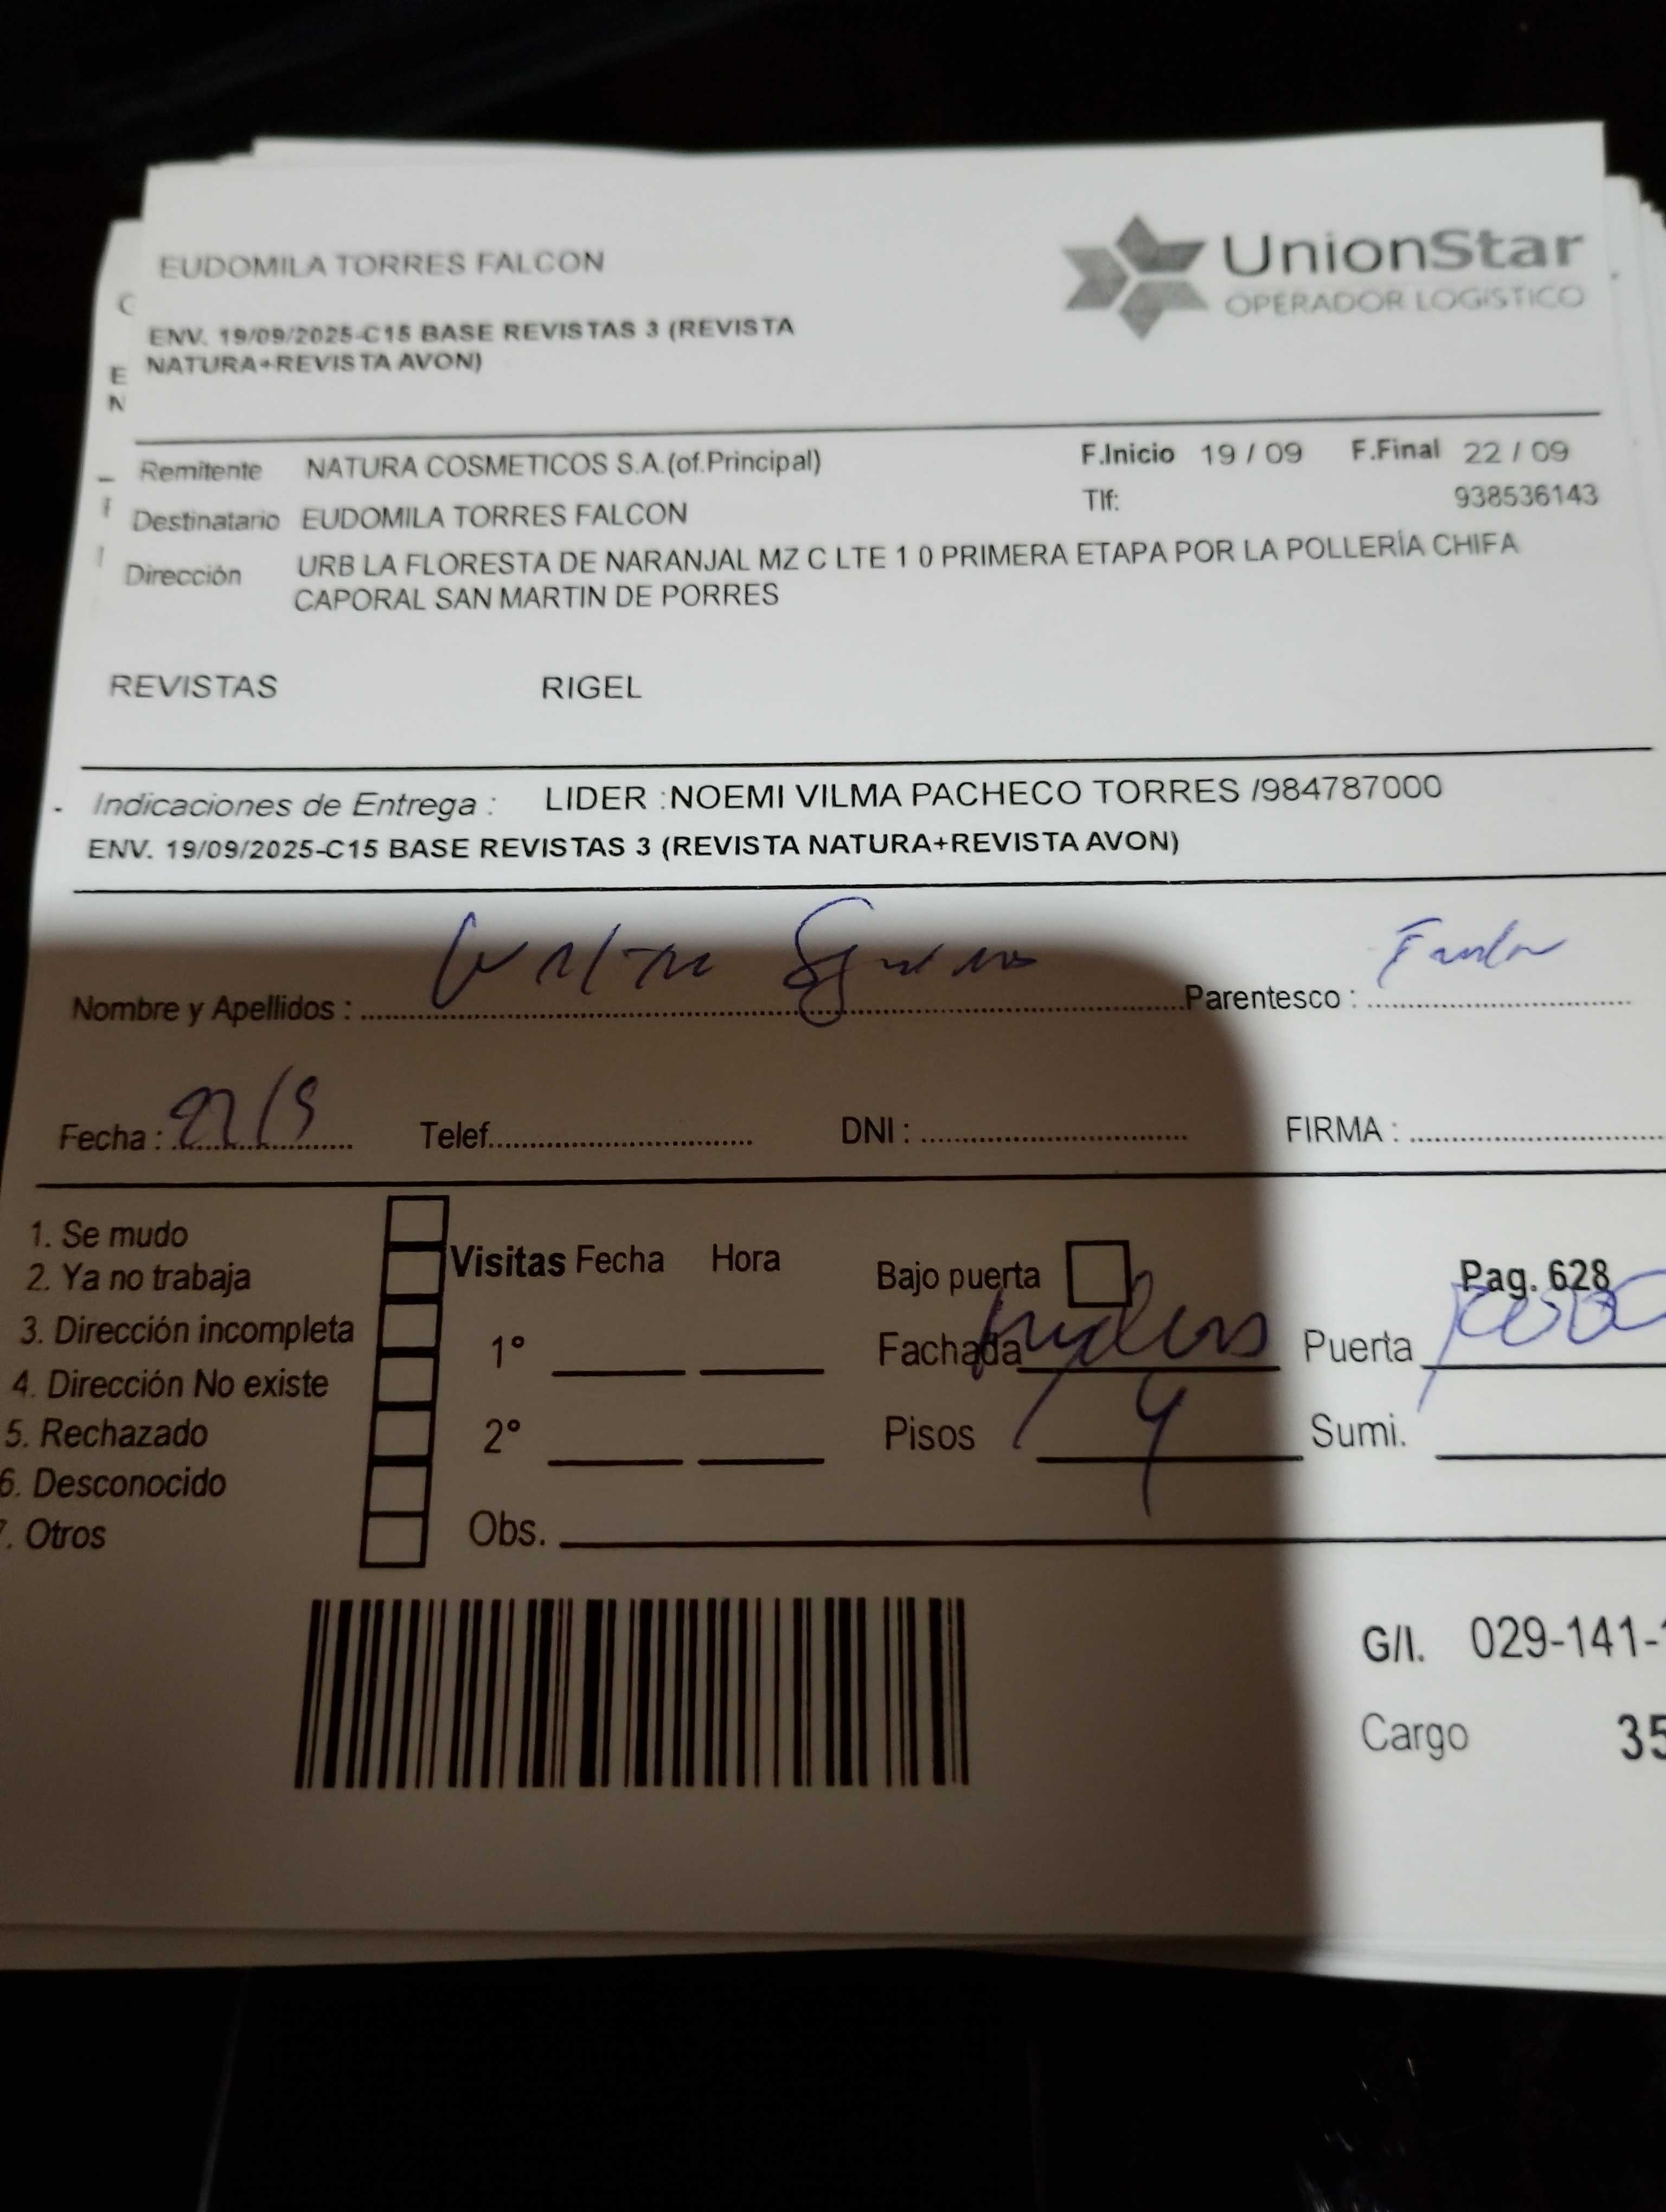 EUDOMILA TORRES FALCON
UnionStar
OPERADOR LOGÍSTICO
ENV. 19/09/2025-C15 BASE REVISTAS 3 (REVISTA
NATURA+REVISTA AVON)
E
N
Remitente NATURA COSMETICOS S.A.(of.Principal) F.Inicio 19 / 09 F.Final 22 / 09
Destinatario EUDOMILA TORRES FALCON Tlf: 938536143
Dirección URB LA FLORESTA DE NARANJAL MZ C LTE 1 0 PRIMERA ETAPA POR LA POLLERÍA CHIFA
CAPORAL SAN MARTIN DE PORRES
REVISTAS RIGEL
Indicaciones de Entrega : LIDER :NOEMI VILMA PACHECO TORRES /984787000
ENV. 19/09/2025-C15 BASE REVISTAS 3 (REVISTA NATURA+REVISTA AVON)
Nombre y Apellidos : Parentesco :
Fecha : 22/9 Telef. DNI : FIRMA :
1. Se mudo
2. Ya no trabaja
3. Dirección incompleta
4. Dirección No existe
5. Rechazado
6. Desconocido
7. Otros
Visitas Fecha Hora
1°
2°
Obs.
Bajo puerta Pag. 628
Fachada Puerta
Pisos 4 Sumi.
G/I. 029-141-
Cargo 35